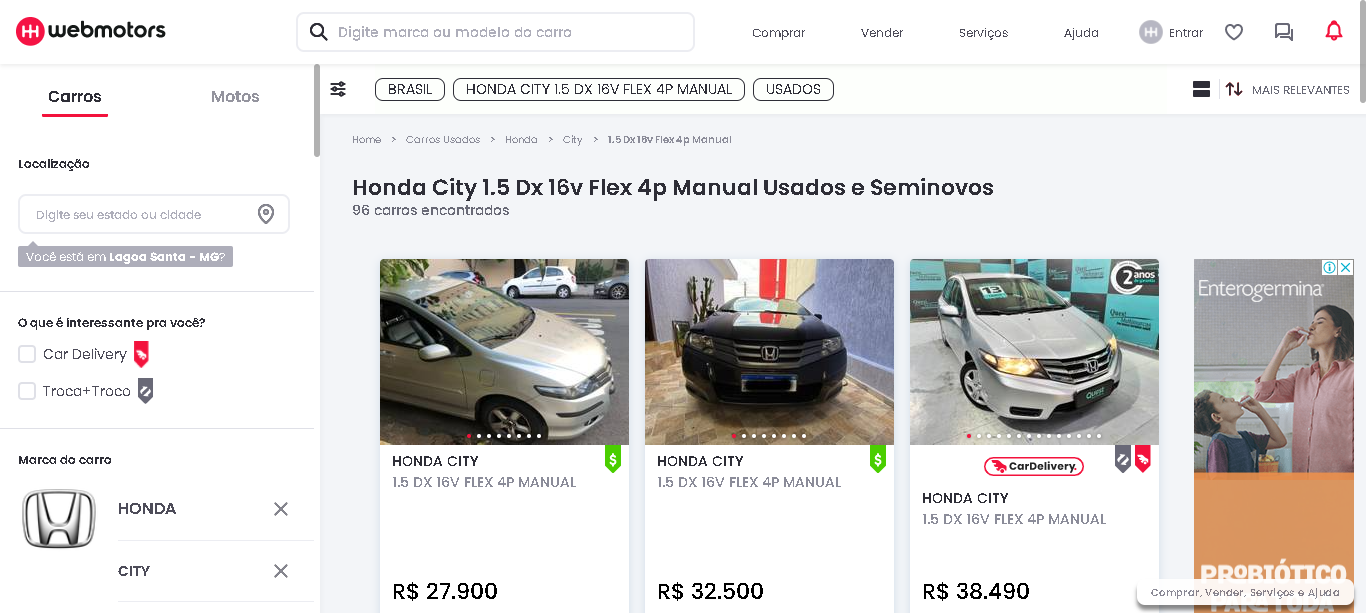 webmotors
Digite marca ou modelo do carro
Comprar
Vender
Serviços
Ajuda
Entrar
Carros
Motos
BRASIL
HONDA CITY 1.5 DX 16V FLEX 4P MANUAL
USADOS
MAIS RELEVANTES
Localização
Digite seu estado ou cidade
Você está em Lagoa Santa - MG?
O que é interessante pra você?
Car Delivery
Troca+Troco
Marca do carro
HONDA
CITY
Home > Carros Usados > Honda > City > 1.5 Dx 16v Flex 4p Manual
Honda City 1.5 Dx 16v Flex 4p Manual Usados e Seminovos
96 carros encontrados
HONDA CITY
1.5 DX 16V FLEX 4P MANUAL
R$ 27.900
HONDA CITY
1.5 DX 16V FLEX 4P MANUAL
R$ 32.500
2 anos
de garantia
13
Quest
CarDelivery.
HONDA CITY
1.5 DX 16V FLEX 4P MANUAL
R$ 38.490
Enterogermina
PROBIÓTICO
Comprar, Vender, Serviços e Ajuda